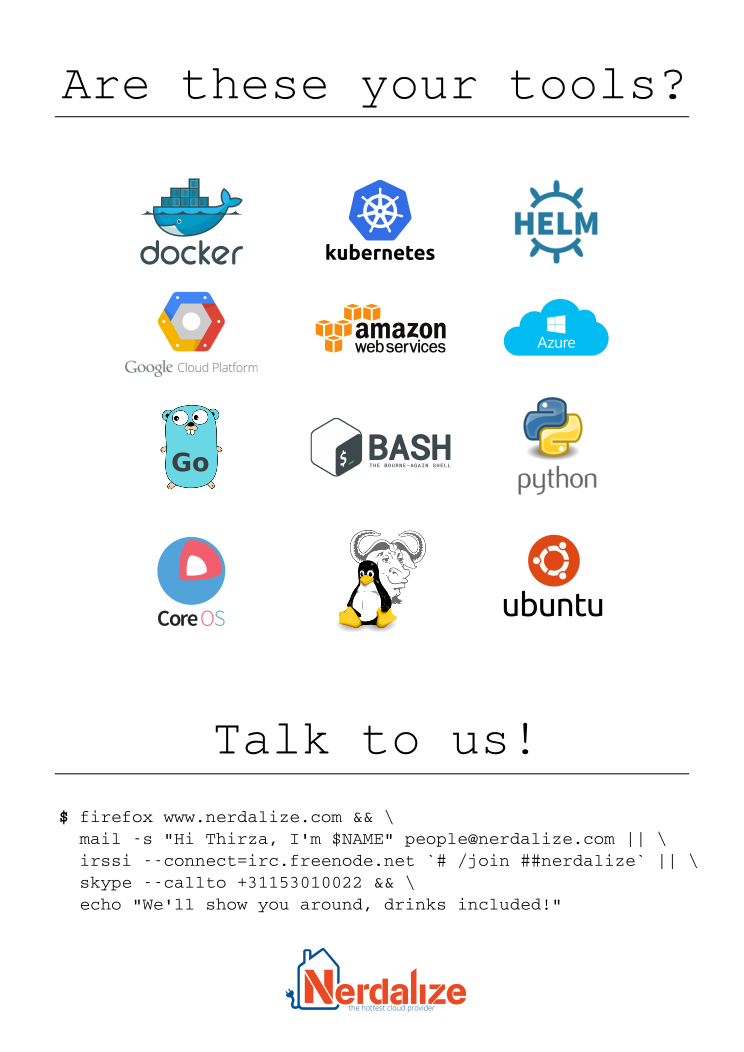 Are these your tools?
docker
kubernetes
HELM
Google Cloud Platform
amazon
web services
Azure
Go
$_
BASH
THE BOURNE-AGAIN SHELL
python
Core OS
ubuntu
Talk to us!
$ firefox www.nerdalize.com && \
mail -s "Hi Thirza, I'm $NAME" people@nerdalize.com || \
irssi --connect=irc.freenode.net `# /join ##nerdalize` || \
skype --callto +31153010022 && \
echo "We'll show you around, drinks included!"
Nerdalize
the hottest cloud provider